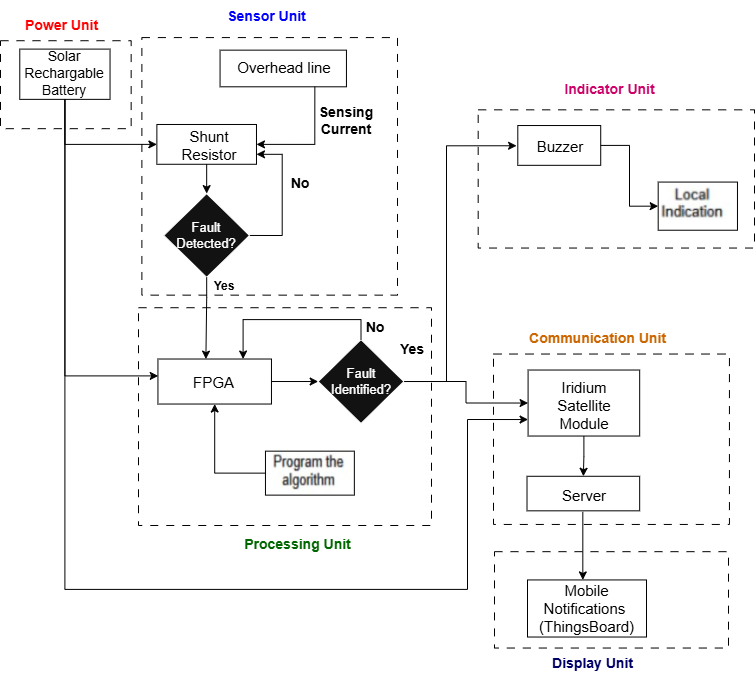 Power Unit
Solar
Rechargable
Battery
Sensor Unit
Overhead line
Sensing
Current
Shunt
Resistor
No
Fault
Detected?
Yes
Indicator Unit
Buzzer
Local
Indication
No
Yes
FPGA
Fault
Identified?
Program the
algorithm
Processing Unit
Communication Unit
Iridium
Satellite
Module
Server
Mobile
Notifications
(ThingsBoard)
Display Unit